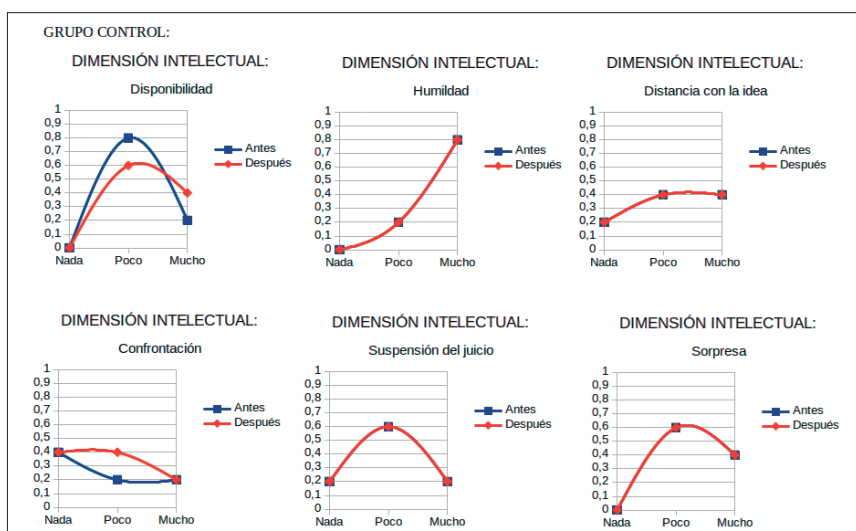 GRUPO CONTROL:
DIMENSIÓN INTELECTUAL:
Disponibilidad
1
0,9
0,8
0,7
0,6
0,5
0,4
0,3
0,2
0,1
0
Nada Poco Mucho
Antes
Después
DIMENSIÓN INTELECTUAL:
Humildad
1
0,9
0,8
0,7
0,6
0,5
0,4
0,3
0,2
0,1
0
Nada Poco Mucho
Antes
Después
DIMENSIÓN INTELECTUAL:
Distancia con la idea
1
0,9
0,8
0,7
0,6
0,5
0,4
0,3
0,2
0,1
0
Nada Poco Mucho
Antes
Después
DIMENSIÓN INTELECTUAL:
Confrontación
1
0,9
0,8
0,7
0,6
0,5
0,4
0,3
0,2
0,1
0
Nada Poco Mucho
Antes
Después
DIMENSIÓN INTELECTUAL:
Suspensión del juicio
1
0,9
0,8
0,7
0,6
0,5
0,4
0,3
0,2
0,1
0
Nada Poco Mucho
Antes
Después
DIMENSIÓN INTELECTUAL:
Sorpresa
1
0,9
0,8
0,7
0,6
0,5
0,4
0,3
0,2
0,1
0
Nada Poco Mucho
Antes
Después